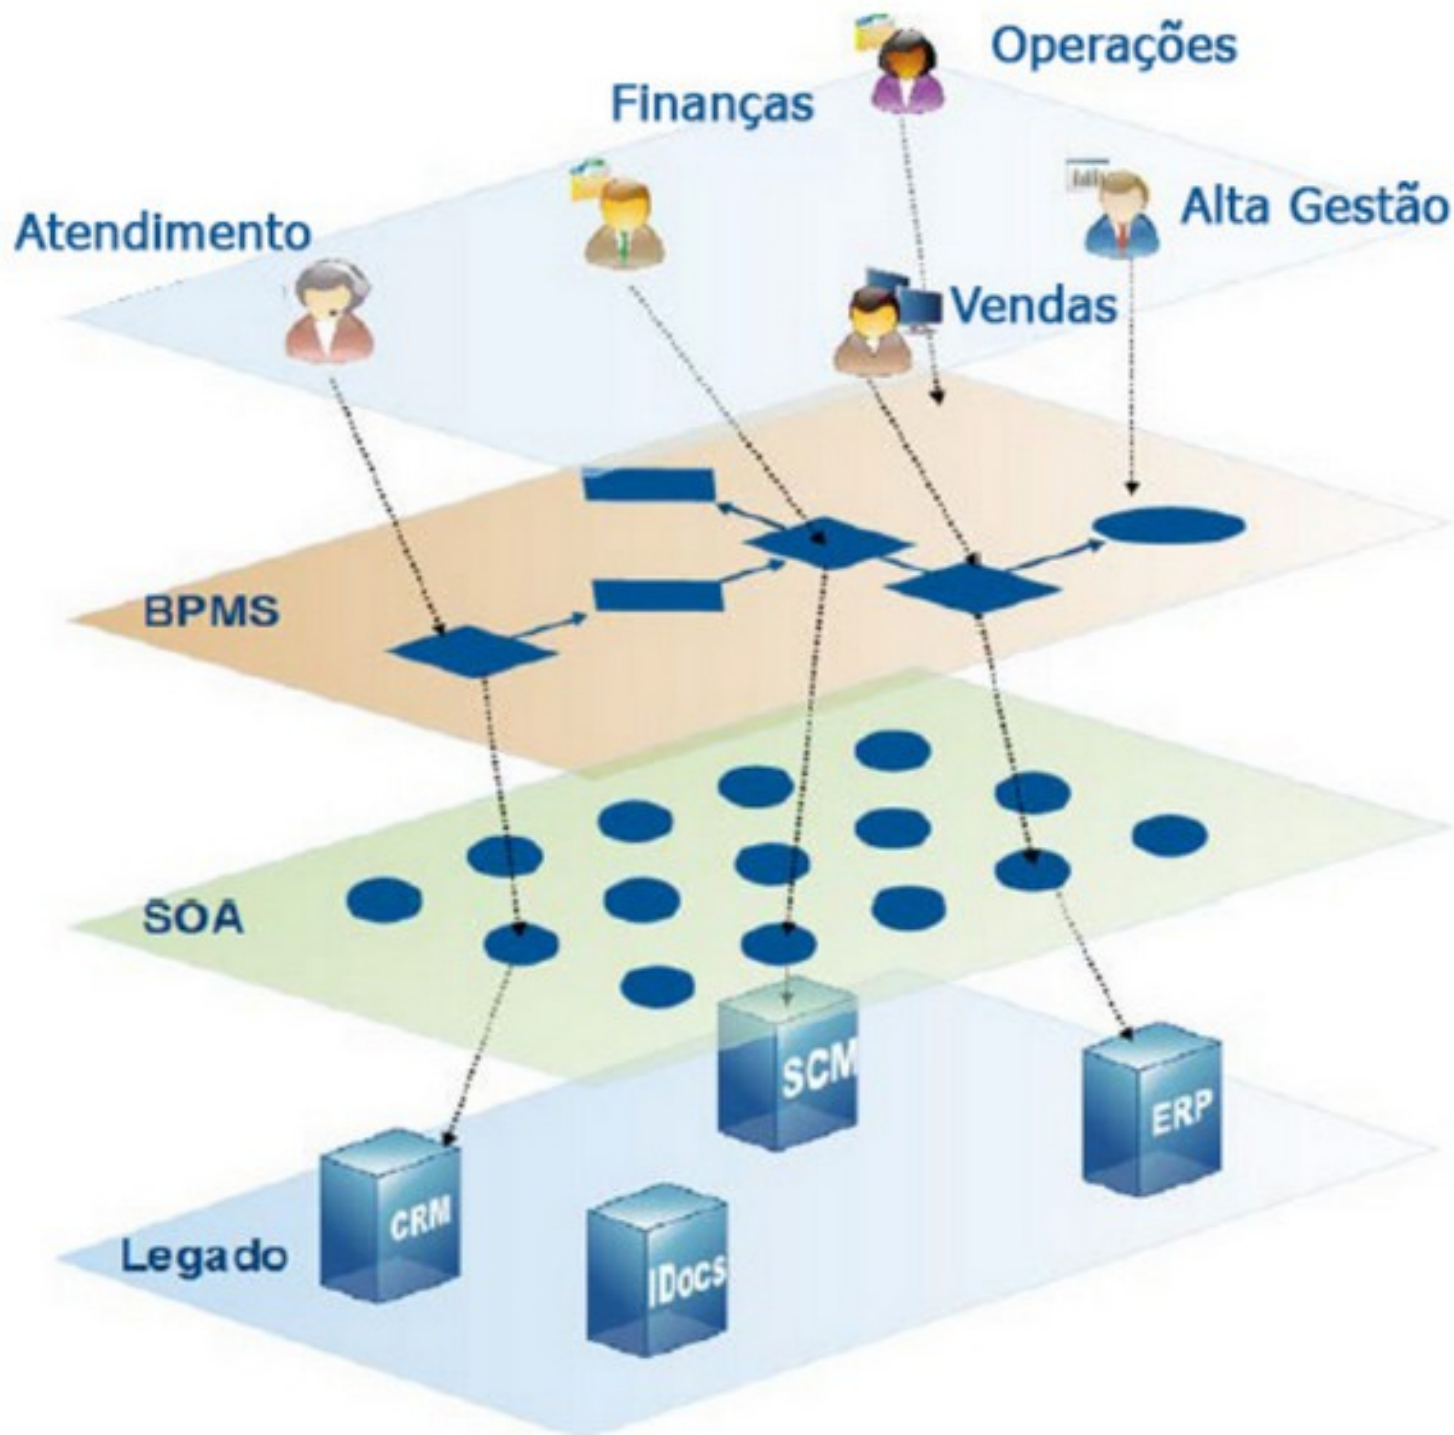 Operações
Finanças
Alta Gestão
Atendimento
Vendas
BPMS
SOA
SCM
ERP
CRM
Legado
IDocs